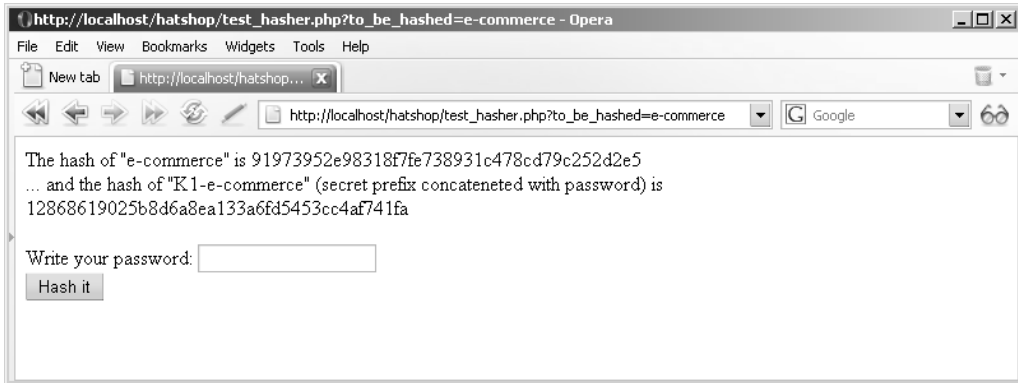 http://localhost/hatshop/test_hasher.php?to_be_hashed=e-commerce - Opera
File Edit View Bookmarks Widgets Tools Help
New tab http://localhost/hatshop...
http://localhost/hatshop/test_hasher.php?to_be_hashed=e-commerce G Google
The hash of "e-commerce" is 91973952e98318f7fe738931c478cd79c252d2e5
... and the hash of "K1-e-commerce" (secret prefix concateneted with password) is
12868619025b8d6a8ea133a6fd5453cc4af741fa
Write your password:
Hash it